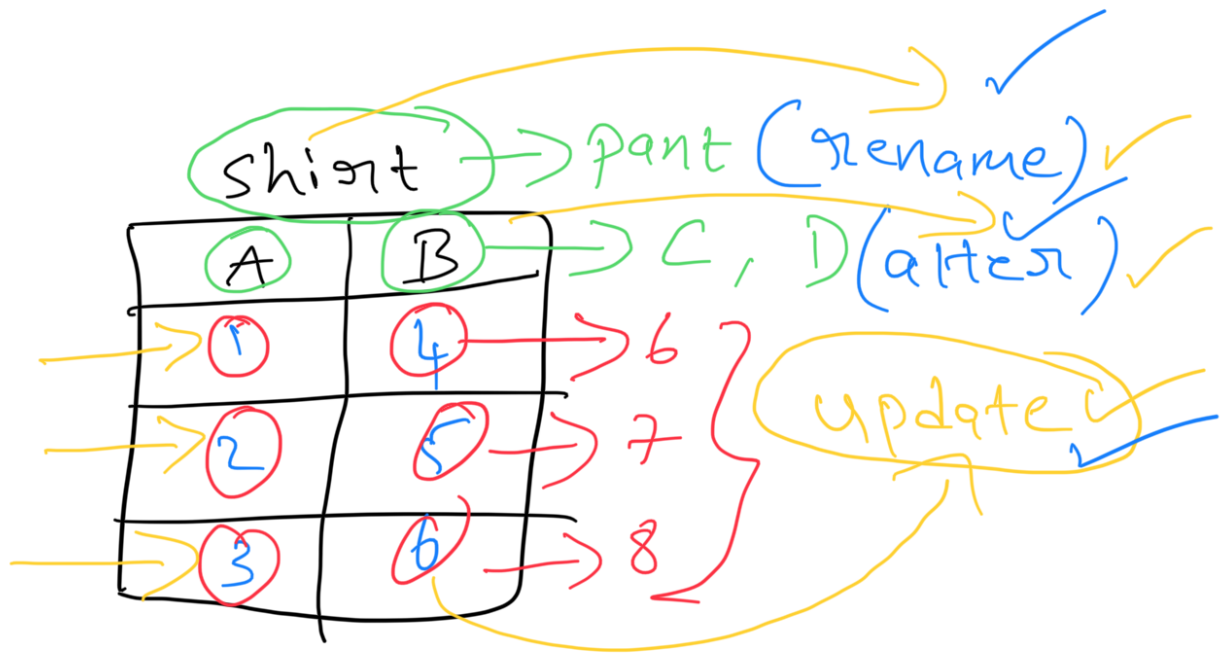 shirt pant (rename)
A B C, D (alter)
1 4 6
update
2 5 7
3 6 8